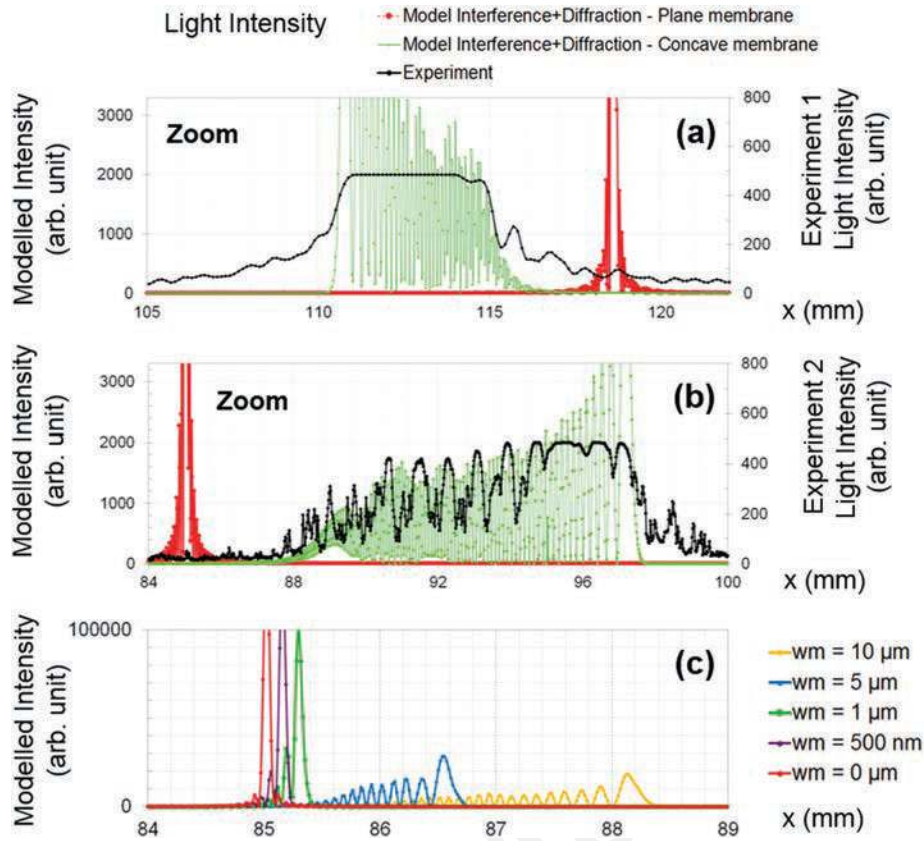 Light Intensity
Model Interference+Diffraction - Plane membrane
Model Interference+Diffraction - Concave membrane
Experiment
Modelled Intensity
(arb. unit)
3000
2000
1000
0
Zoom
(a)
800
600
400
200
0
Experiment 1
Light Intensity
(arb. unit)
105
110
115
120
x (mm)
Modelled Intensity
(arb. unit)
3000
2000
1000
0
Zoom
(b)
800
600
400
200
0
Experiment 2
Light Intensity
(arb. unit)
84
88
92
96
100
x (mm)
Modelled Intensity
(arb. unit)
100000
0
(c)
wm = 10 µm
wm = 5 µm
wm = 1 µm
wm = 500 nm
wm = 0 µm
84
85
86
87
88
89
x (mm)